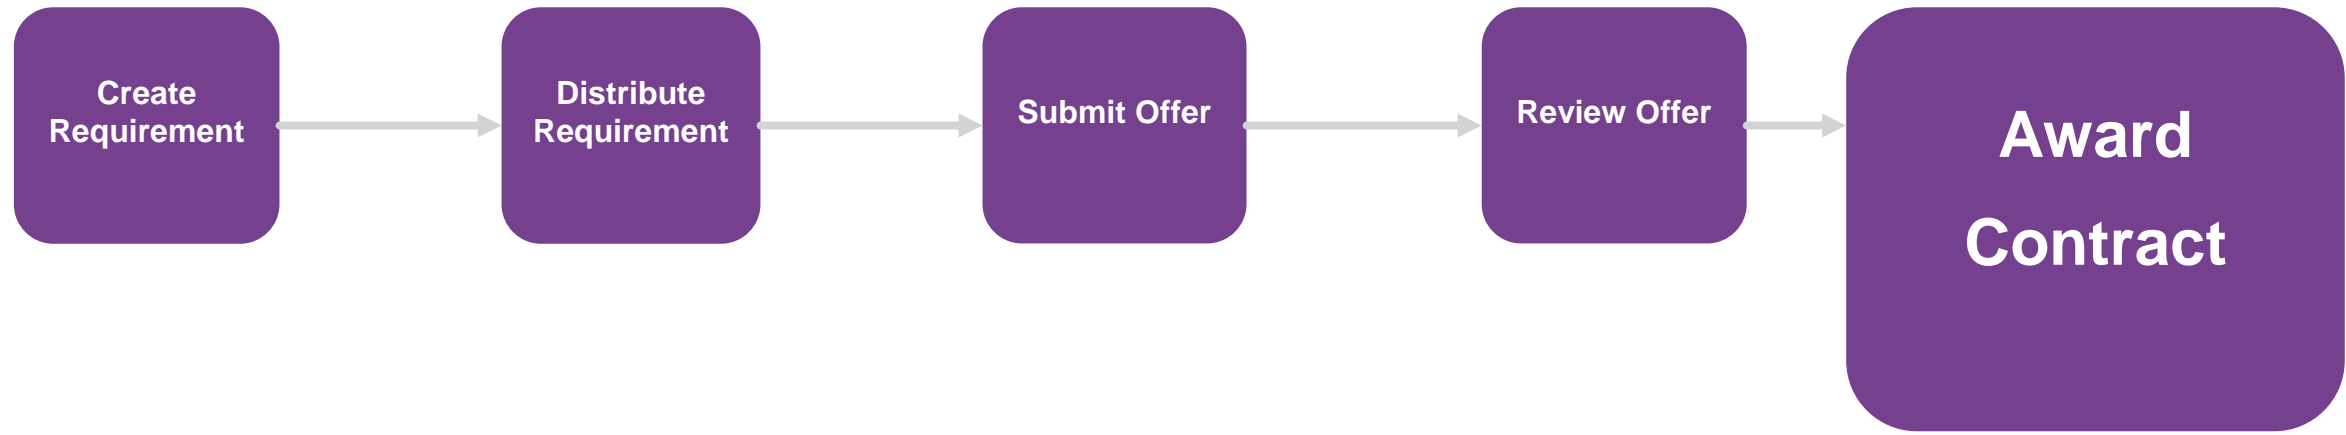 Create
Requirement
Distribute
Requirement
Submit Offer
Review Offer
Award
Contract